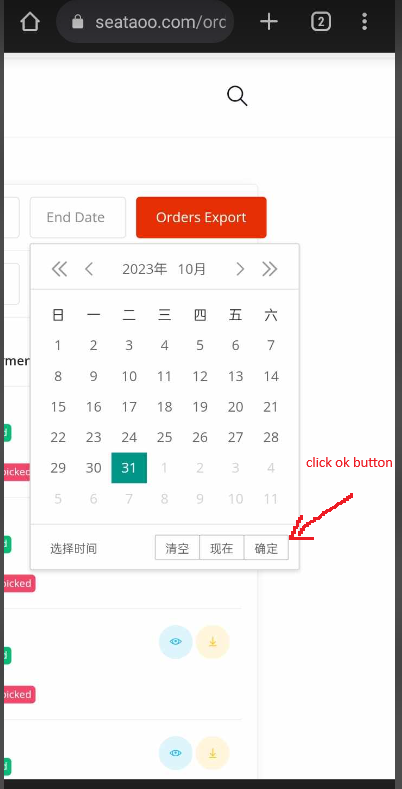 seataoo.com/orc
2
End Date
Orders Export
2023年 10月
日 一 二 三 四 五 六
1 2 3 4 5 6 7
8 9 10 11 12 13 14
15 16 17 18 19 20 21
22 23 24 25 26 27 28
29 30 31 1 2 3 4
5 6 7 8 9 10 11
click ok button
选择时间 清空 现在 确定
picked
picked
picked